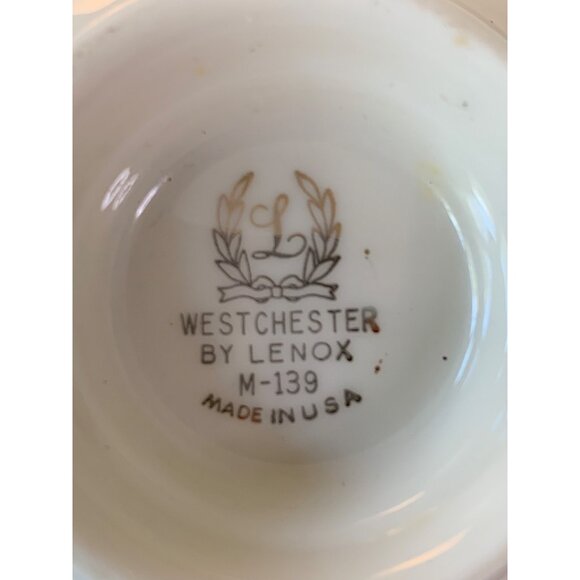 L
WESTCHESTER
BY LENOX
M-139
MADE IN USA